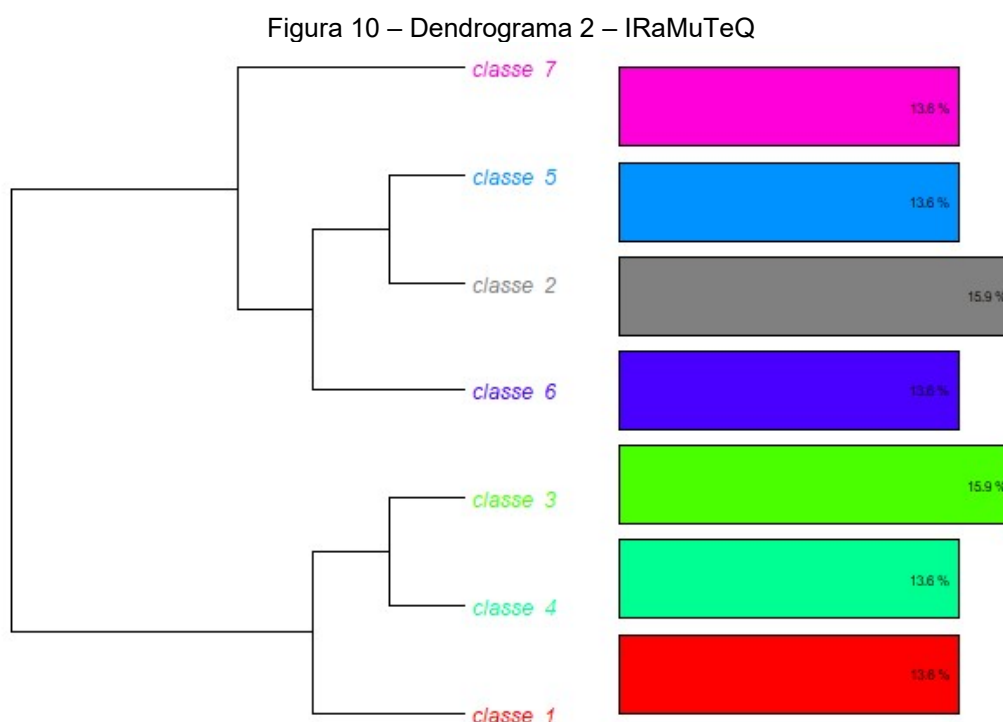 Figura 10 – Dendrograma 2 – IRaMuTeQ
classe 7
13.6 %
classe 5
13.6 %
classe 2
15.9 %
classe 6
13.6 %
classe 3
15.9 %
classe 4
13.6 %
classe 1
13.6 %